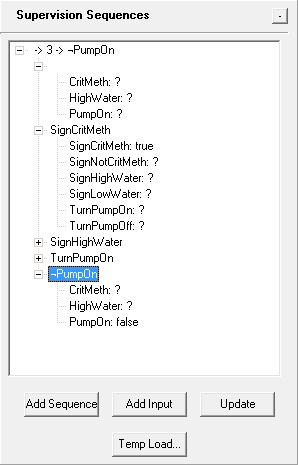 Supervision Sequences
-> 3 -> ¬PumpOn
CritMeth: ?
HighWater: ?
PumpOn: ?
SignCritMeth
SignCritMeth: true
SignNotCritMeth: ?
SignHighWater: ?
SignLowWater: ?
TurnPumpOn: ?
TurnPumpOff: ?
SignHighWater
TurnPumpOn
¬PumpOn
CritMeth: ?
HighWater: ?
PumpOn: false
Add Sequence Add Input Update
Temp Load...